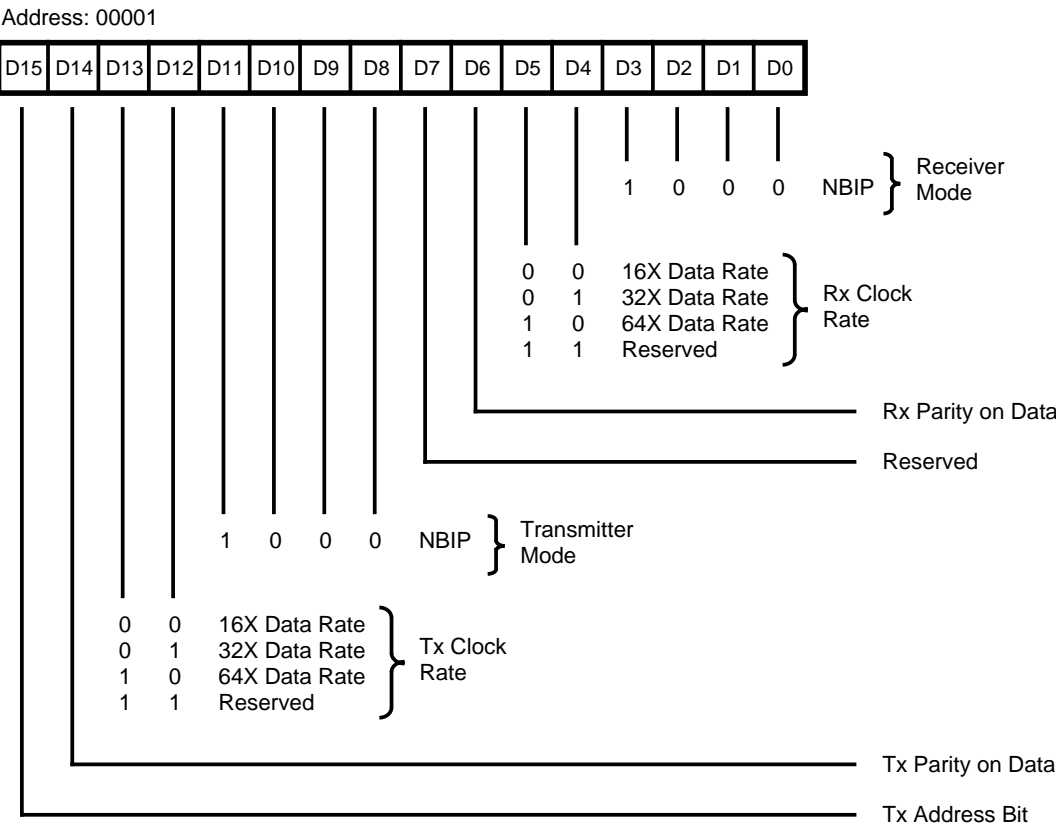 Address: 00001
D15 D14 D13 D12 D11 D10 D9 D8 D7 D6 D5 D4 D3 D2 D1 D0
1 0 0 0 NBIP
Receiver
Mode
0 0 16X Data Rate
0 1 32X Data Rate
1 0 64X Data Rate
1 1 Reserved
Rx Clock
Rate
Rx Parity on Data
Reserved
1 0 0 0 NBIP
Transmitter
Mode
0 0 16X Data Rate
0 1 32X Data Rate
1 0 64X Data Rate
1 1 Reserved
Tx Clock
Rate
Tx Parity on Data
Tx Address Bit